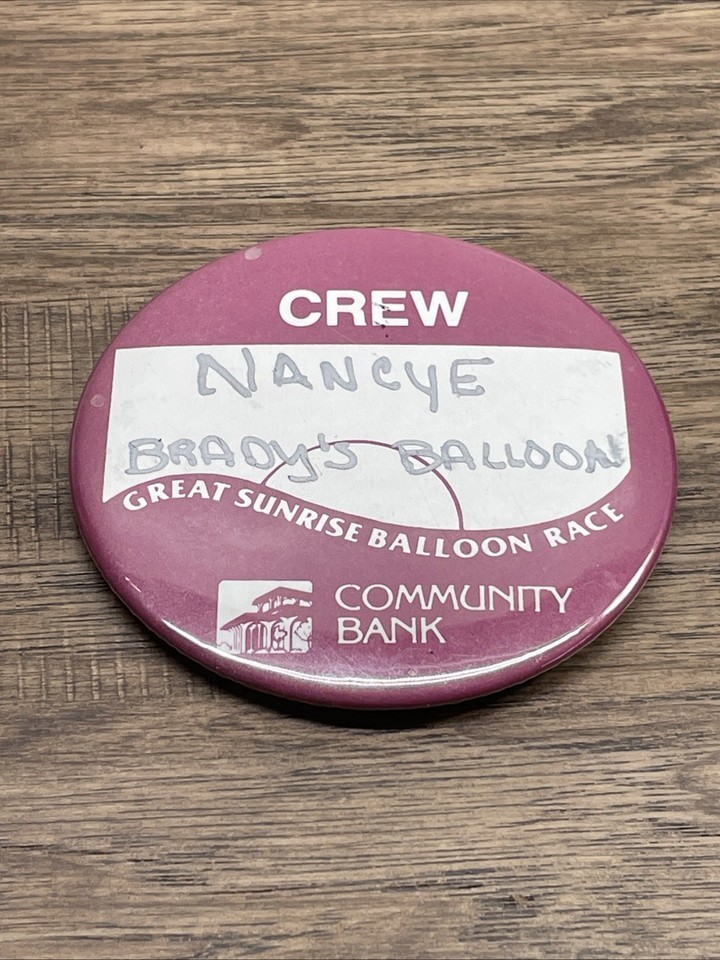 CREW
NANCYE
BRADY'S BALLOON
GREAT SUNRISE BALLOON RACE
COMMUNITY
BANK